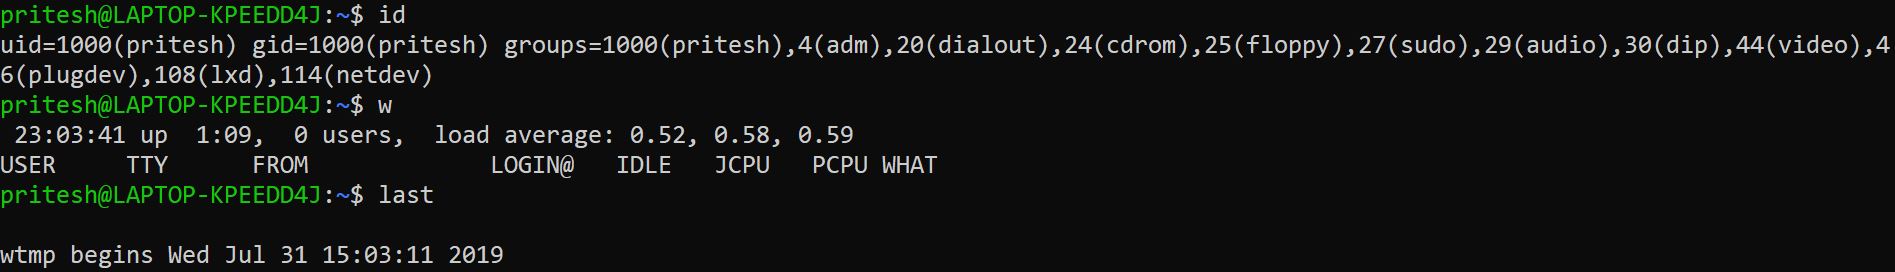 pritesh@LAPTOP-KPEEDD4J:~$ id
uid=1000(pritesh) gid=1000(pritesh) groups=1000(pritesh),4(adm),20(dialout),24(cdrom),25(floppy),27(sudo),29(audio),30(dip),44(video),4
6(plugdev),108(lxd),114(netdev)
pritesh@LAPTOP-KPEEDD4J:~$ w
 23:03:41 up  1:09,  0 users,  load average: 0.52, 0.58, 0.59
USER     TTY      FROM             LOGIN@   IDLE   JCPU   PCPU WHAT
pritesh@LAPTOP-KPEEDD4J:~$ last

wtmp begins Wed Jul 31 15:03:11 2019